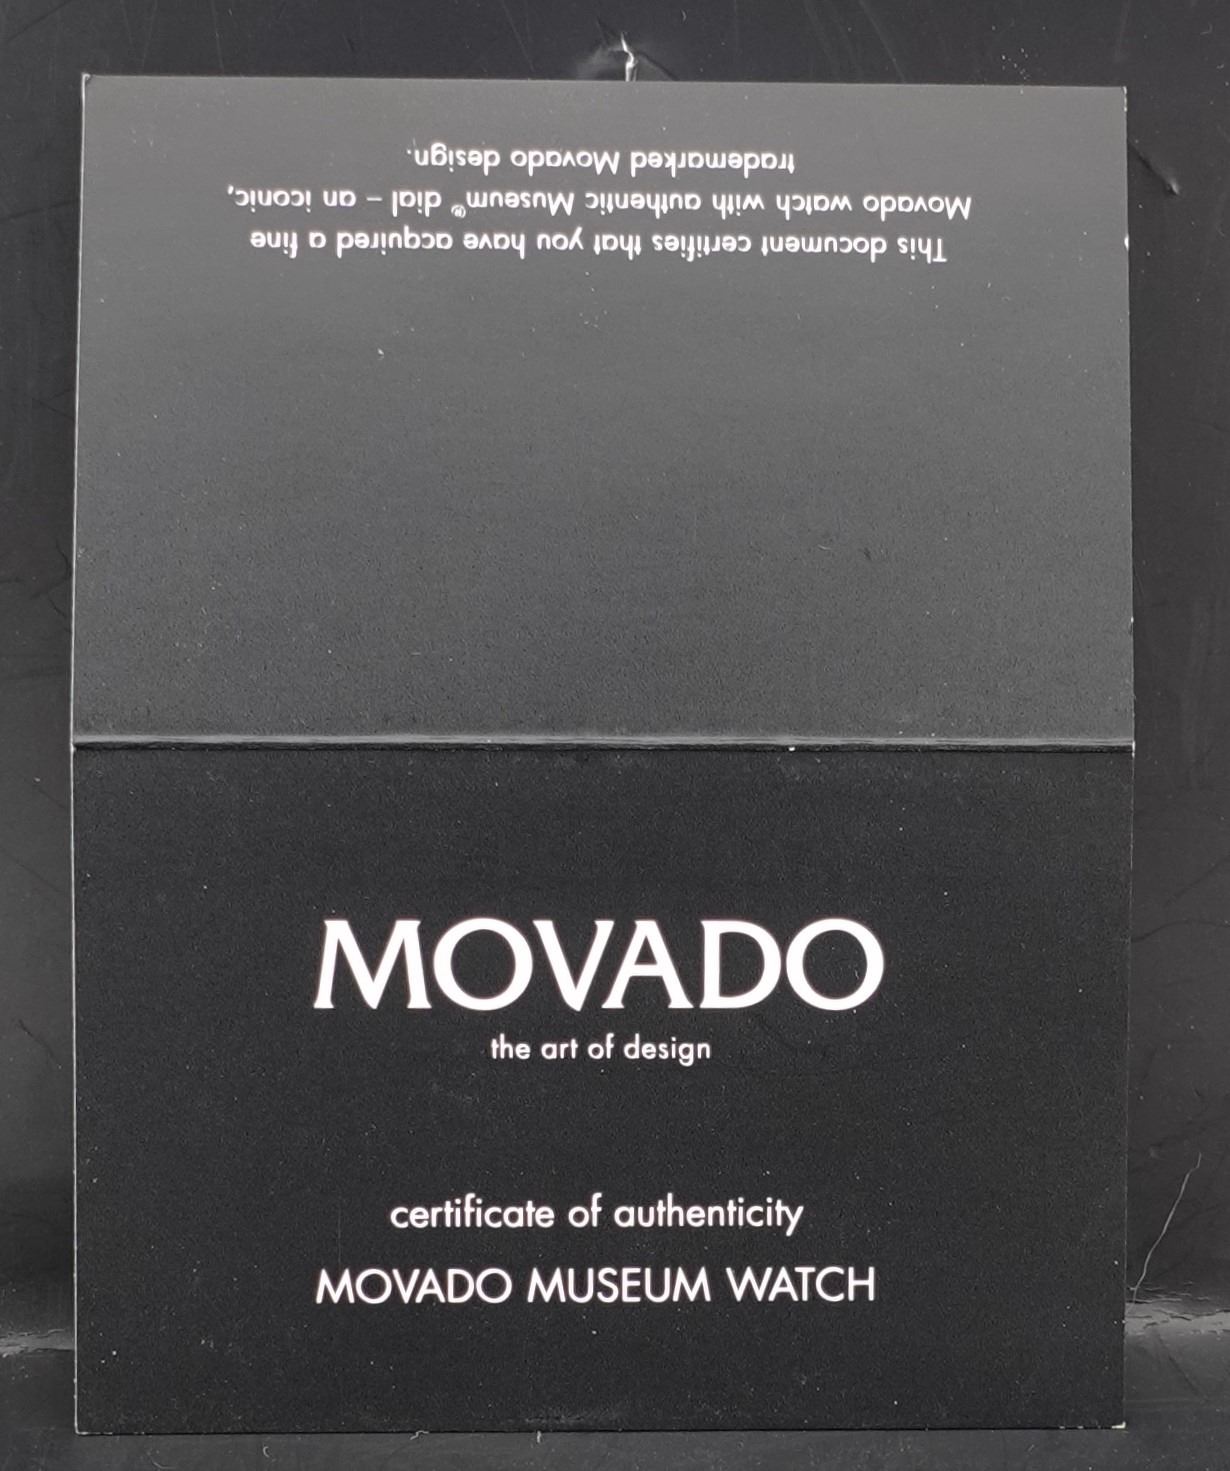 This document certifies that you have acquired a fine
Movado watch with authentic Museum® dial – an iconic,
trademarked Movado design.
MOVADO
the art of design
certificate of authenticity
MOVADO MUSEUM WATCH